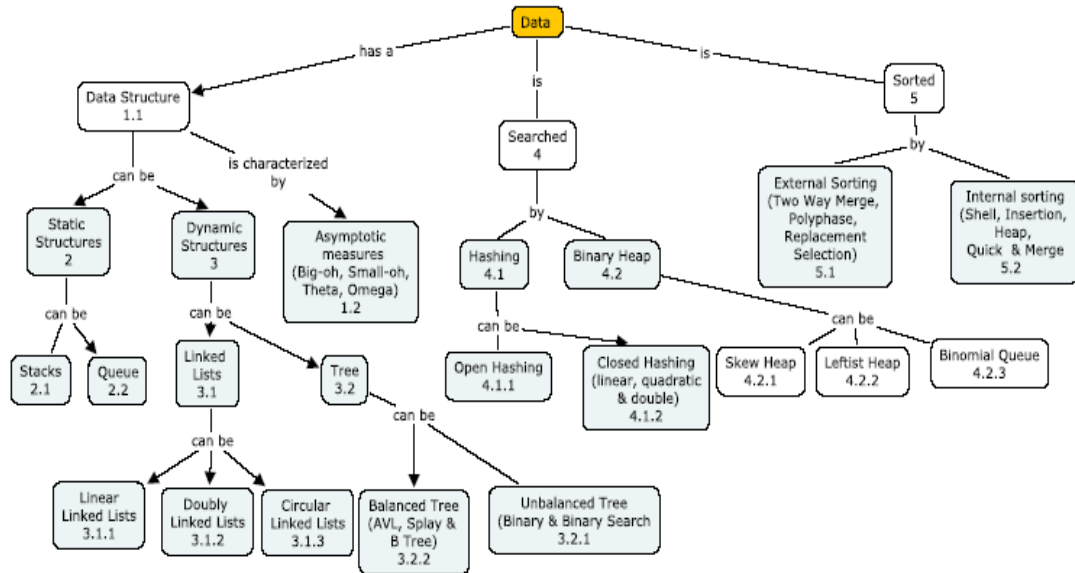 Data
has a
is
is
Data Structure
1.1
Searched
4
Sorted
5
can be
is characterized
by
by
by
Static
Structures
2
Dynamic
Structures
3
Asymptotic
measures
(Big-oh, Small-oh,
Theta, Omega)
1.2
Hashing
4.1
Binary Heap
4.2
External Sorting
(Two Way Merge,
Polyphase,
Replacement
Selection)
5.1
Internal sorting
(Shell, Insertion,
Heap,
Quick & Merge
5.2
can be
can be
can be
can be
Stacks
2.1
Queue
2.2
Linked
Lists
3.1
Tree
3.2
Open Hashing
4.1.1
Closed Hashing
(linear, quadratic
& double)
4.1.2
Skew Heap
4.2.1
Leftist Heap
4.2.2
Binomial Queue
4.2.3
can be
can be
Linear
Linked Lists
3.1.1
Doubly
Linked Lists
3.1.2
Circular
Linked Lists
3.1.3
Balanced Tree
(AVL, Splay &
B Tree)
3.2.2
Unbalanced Tree
(Binary & Binary Search
3.2.1